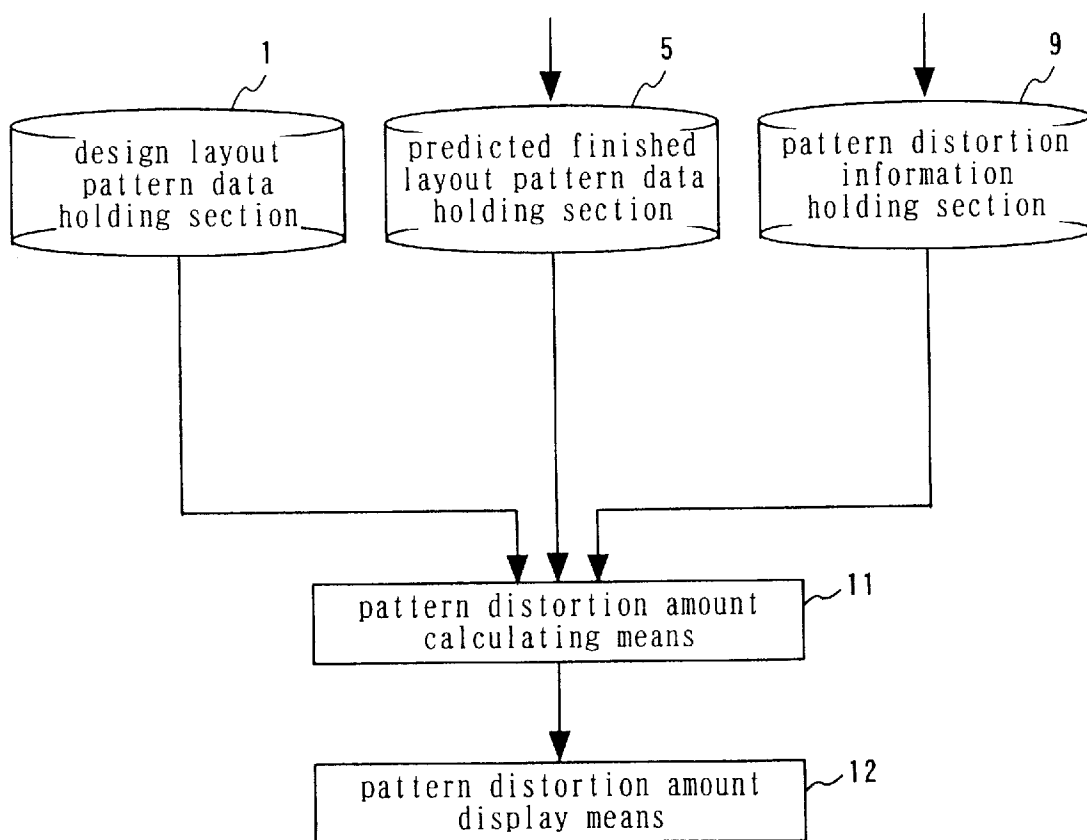 1
5
9
design layout
pattern data
holding section
predicted finished
layout pattern data
holding section
pattern distortion
information
holding section
pattern distortion amount
calculating means
11
pattern distortion amount
display means
12